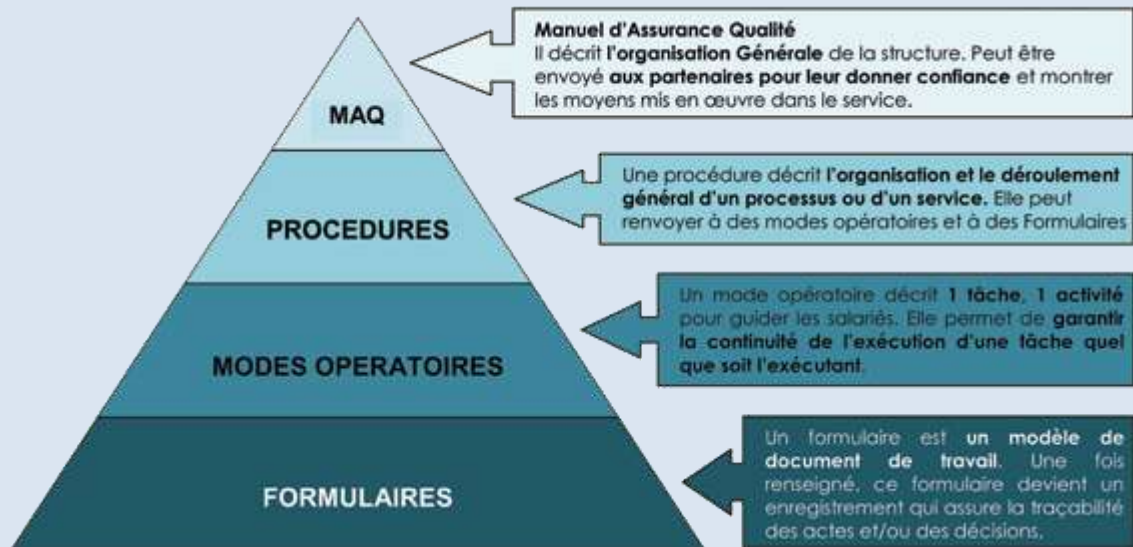 Manuel d'Assurance Qualité
Il décrit l'organisation Générale de la structure. Peut être
envoyé aux partenaires pour leur donner confiance et montrer
les moyens mis en œuvre dans le service.
MAQ
Une procédure décrit l'organisation et le déroulement
général d'un processus ou d'un service. Elle peut
renvoyer à des modes opératoires et à des Formulaires
PROCEDURES
Un mode opératoire décrit 1 tâche, 1 activité
pour guider les salariés. Elle permet de garantir
la continuité de l'exécution d'une tâche quel
que soit l'exécutant.
MODES OPERATOIRES
Un formulaire est un modèle de
document de travail. Une fois
renseigné, ce formulaire devient un
enregistrement qui assure la traçabilité
des actes et/ou des décisions.
FORMULAIRES